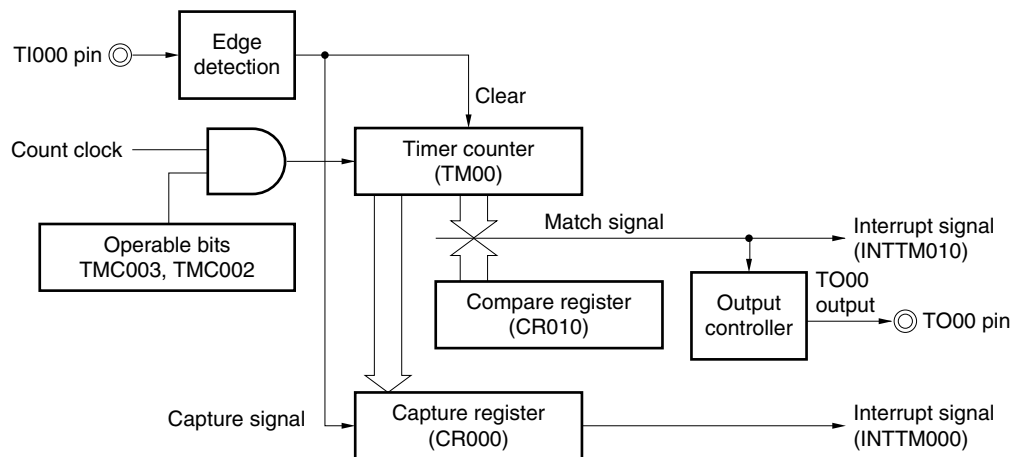 TI000 pin
Edge
detection
Clear
Count clock
Timer counter
(TM00)
Operable bits
TMC003, TMC002
Match signal
Interrupt signal
(INTTM010)
Compare register
(CR010)
Output
controller
TO00
output
TO00 pin
Capture signal
Capture register
(CR000)
Interrupt signal
(INTTM000)